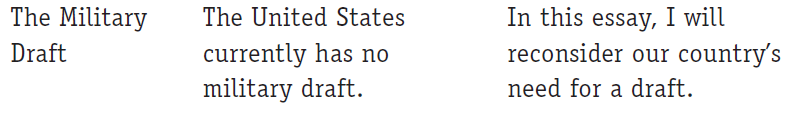 The Military
Draft
The United States
currently has no
military draft.
In this essay, I will
reconsider our country’s
need for a draft.